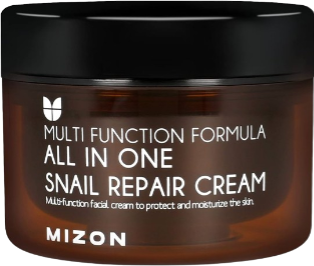 MULTI FUNCTION FORMULA
ALL IN ONE
SNAIL REPAIR CREAM
Multi-function facial cream to protect and moisturize the skin.
MIZON